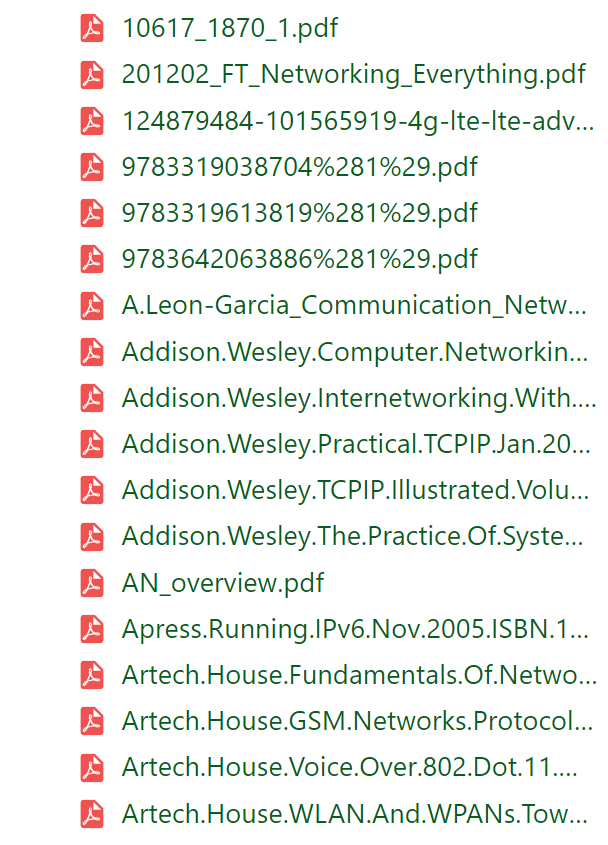 10617_1870_1.pdf
201202_FT_Networking_Everything.pdf
124879484-101565919-4g-lte-lte-adv...
9783319038704%281%29.pdf
9783319613819%281%29.pdf
9783642063886%281%29.pdf
A.Leon-Garcia_Communication_Netw...
Addison.Wesley.Computer.Networkin...
Addison.Wesley.Internetworking.With....
Addison.Wesley.Practical.TCPIP.Jan.20...
Addison.Wesley.TCPIP.Illustrated.Volu...
Addison.Wesley.The.Practice.Of.Syste...
AN_overview.pdf
Apress.Running.IPv6.Nov.2005.ISBN.1...
Artech.House.Fundamentals.Of.Netwo...
Artech.House.GSM.Networks.Protocol...
Artech.House.Voice.Over.802.Dot.11....
Artech.House.WLAN.And.WPANs.Tow...